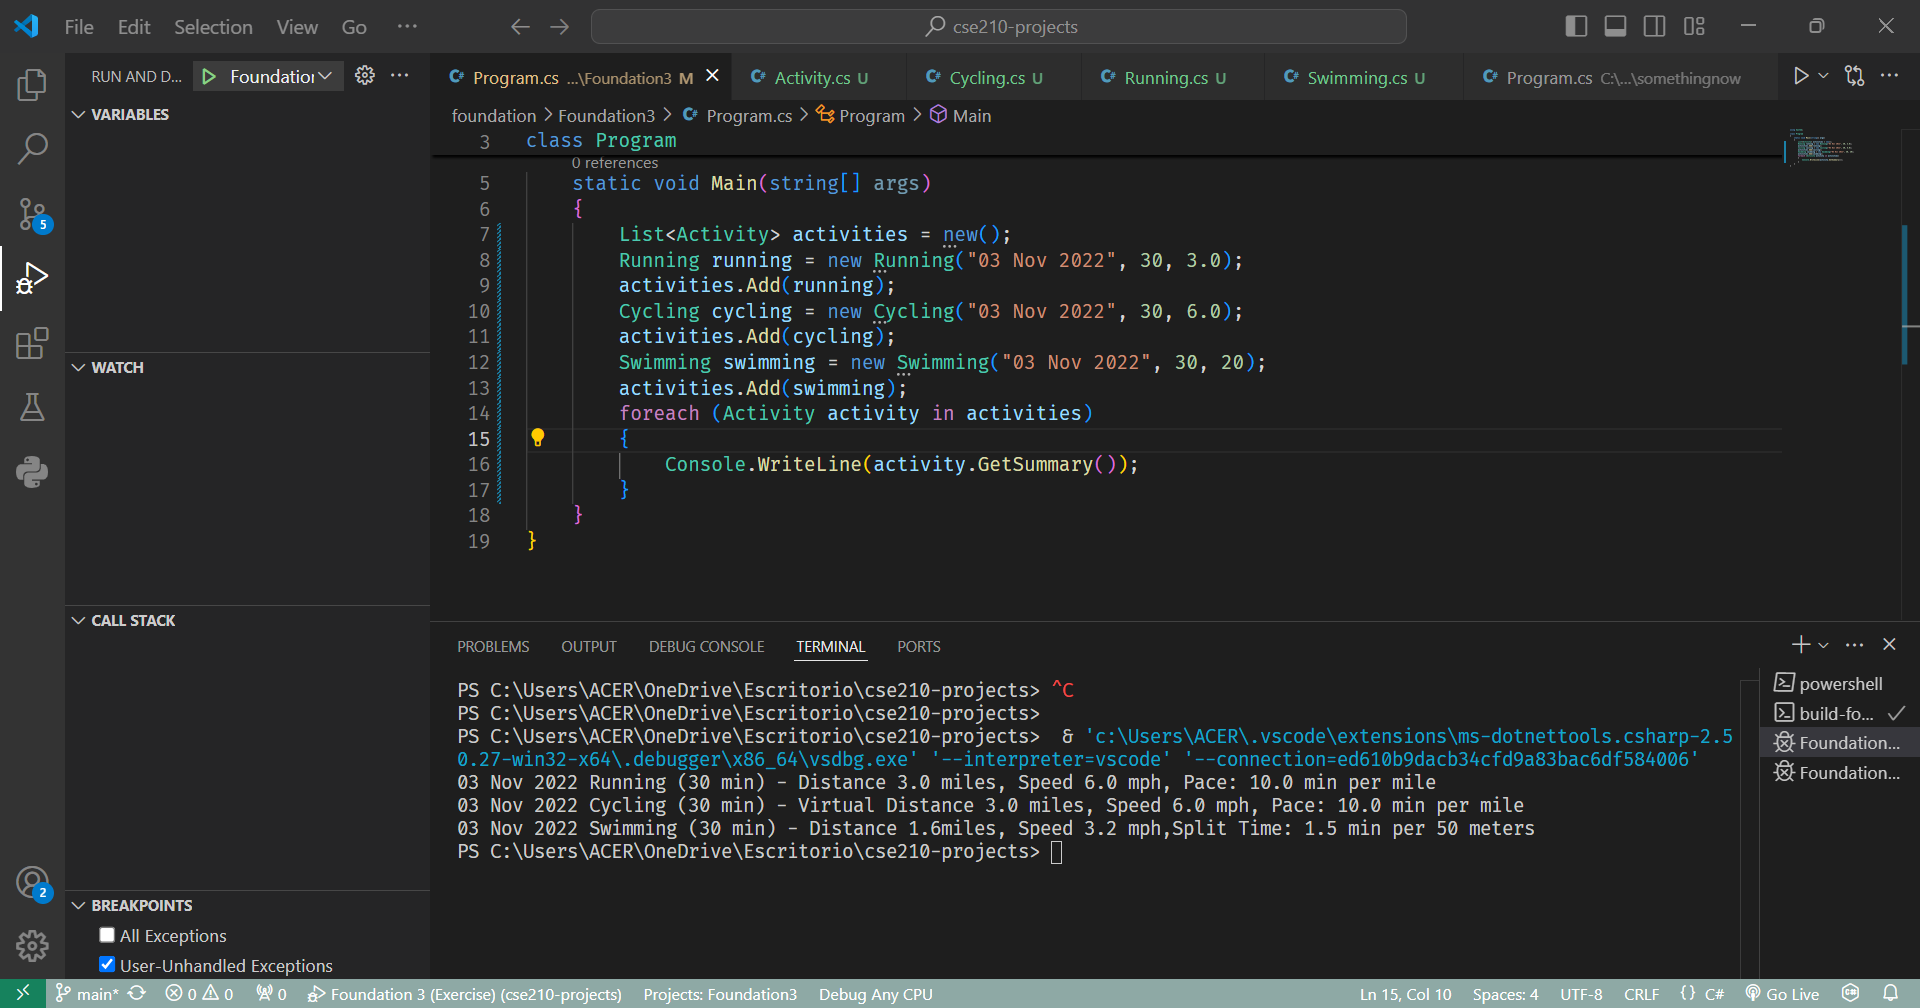 File Edit Selection View Go ···
cse210-projects
RUN AND D... Foundation
Program.cs ...\Foundation3 M
Activity.cs U
Cycling.cs U
Running.cs U
Swimming.cs U
Program.cs C:\...\somethingnow
VARIABLES
WATCH
CALL STACK
BREAKPOINTS
All Exceptions
User-Unhandled Exceptions
5
2
foundation > Foundation3 > Program.cs > Program > Main
3 class Program
0 references
5 static void Main(string[] args)
6 {
7 List<Activity> activities = new();
8 Running running = new Running("03 Nov 2022", 30, 3.0);
9 activities.Add(running);
10 Cycling cycling = new Cycling("03 Nov 2022", 30, 6.0);
11 activities.Add(cycling);
12 Swimming swimming = new Swimming("03 Nov 2022", 30, 20);
13 activities.Add(swimming);
14 foreach (Activity activity in activities)
15 {
16 Console.WriteLine(activity.GetSummary());
17 }
18 }
19 }
PROBLEMS OUTPUT DEBUG CONSOLE TERMINAL PORTS
PS C:\Users\ACER\OneDrive\Escritorio\cse210-projects> ^C
PS C:\Users\ACER\OneDrive\Escritorio\cse210-projects>
PS C:\Users\ACER\OneDrive\Escritorio\cse210-projects>  & 'c:\Users\ACER\.vscode\extensions\ms-dotnettools.csharp-2.5
0.27-win32-x64\.debugger\x86_64\vsdbg.exe' '--interpreter=vscode' '--connection=ed610b9dacb34cfd9a83bac6df584006'
03 Nov 2022 Running (30 min) - Distance 3.0 miles, Speed 6.0 mph, Pace: 10.0 min per mile
03 Nov 2022 Cycling (30 min) - Virtual Distance 3.0 miles, Speed 6.0 mph, Pace: 10.0 min per mile
03 Nov 2022 Swimming (30 min) - Distance 1.6miles, Speed 3.2 mph,Split Time: 1.5 min per 50 meters
PS C:\Users\ACER\OneDrive\Escritorio\cse210-projects>
powershell
build-fo...
Foundation...
Foundation...
main* 0 0 0 Foundation 3 (Exercise) (cse210-projects) Projects: Foundation3 Debug Any CPU Ln 15, Col 10 Spaces: 4 UTF-8 CRLF {} C# Go Live